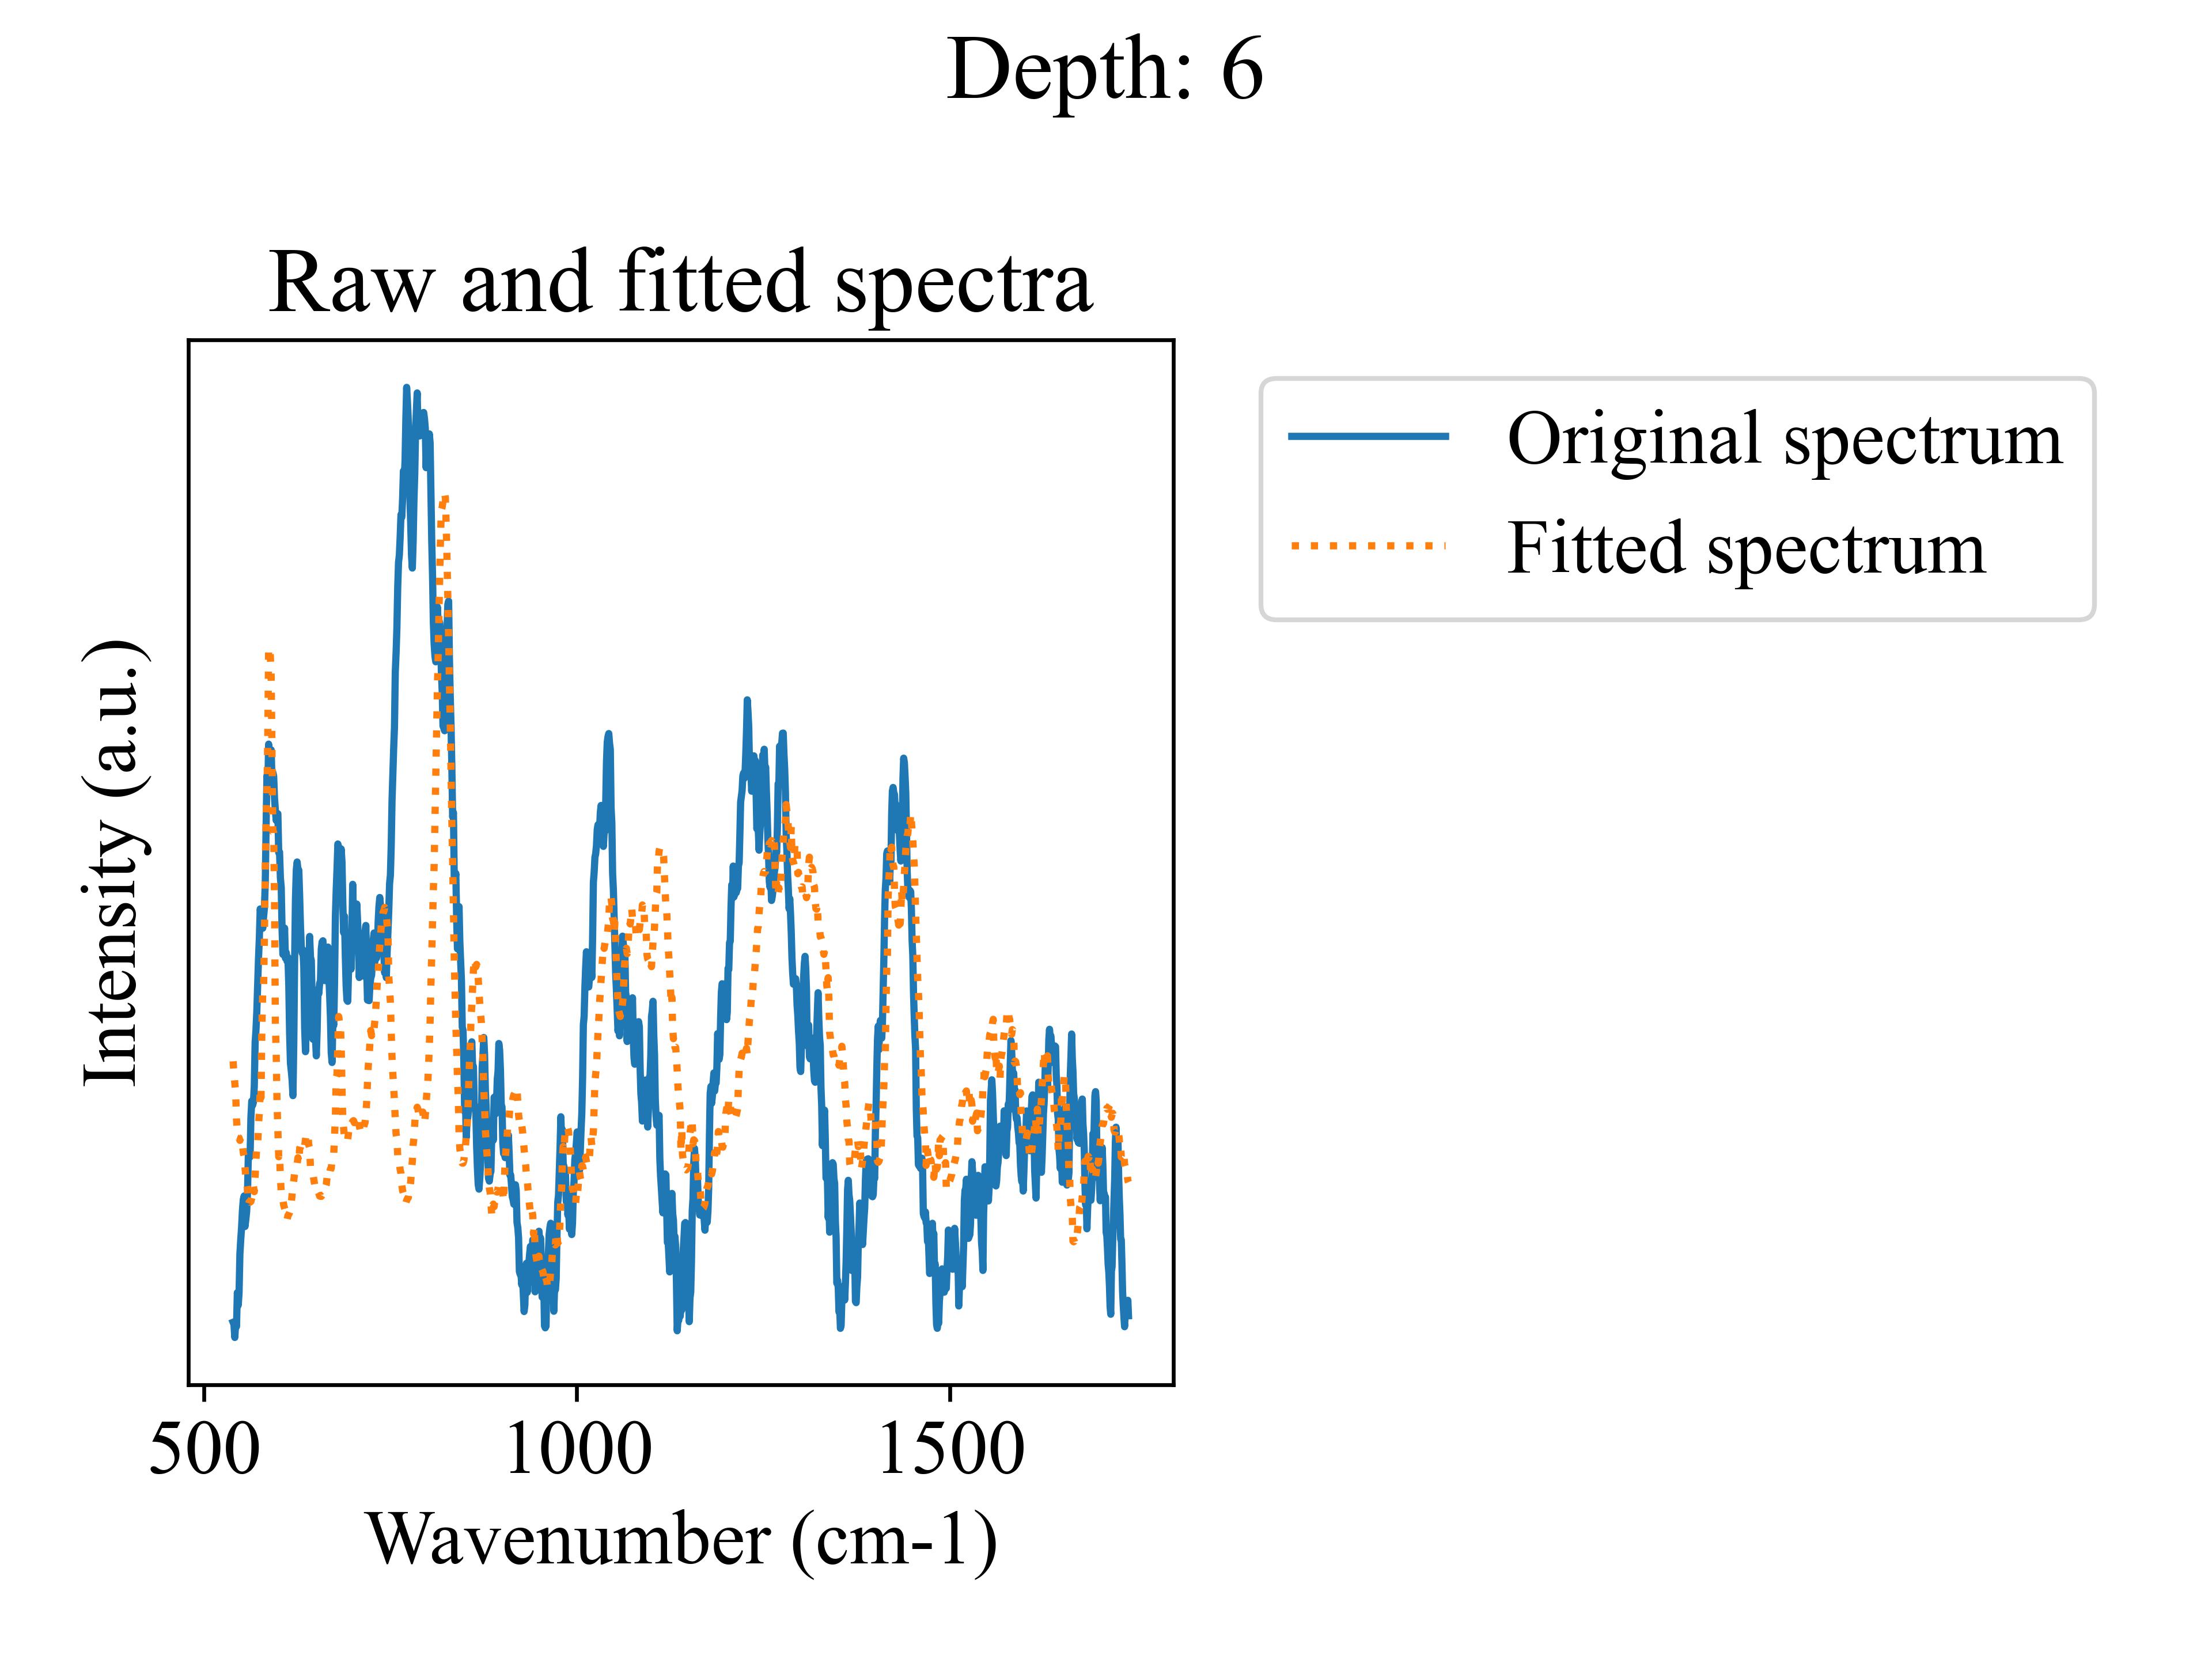 Depth: 6
Raw and fitted spectra
Original spectrum
Fitted spectrum
Intensity (a.u.)
500 1000 1500
Wavenumber (cm-1)